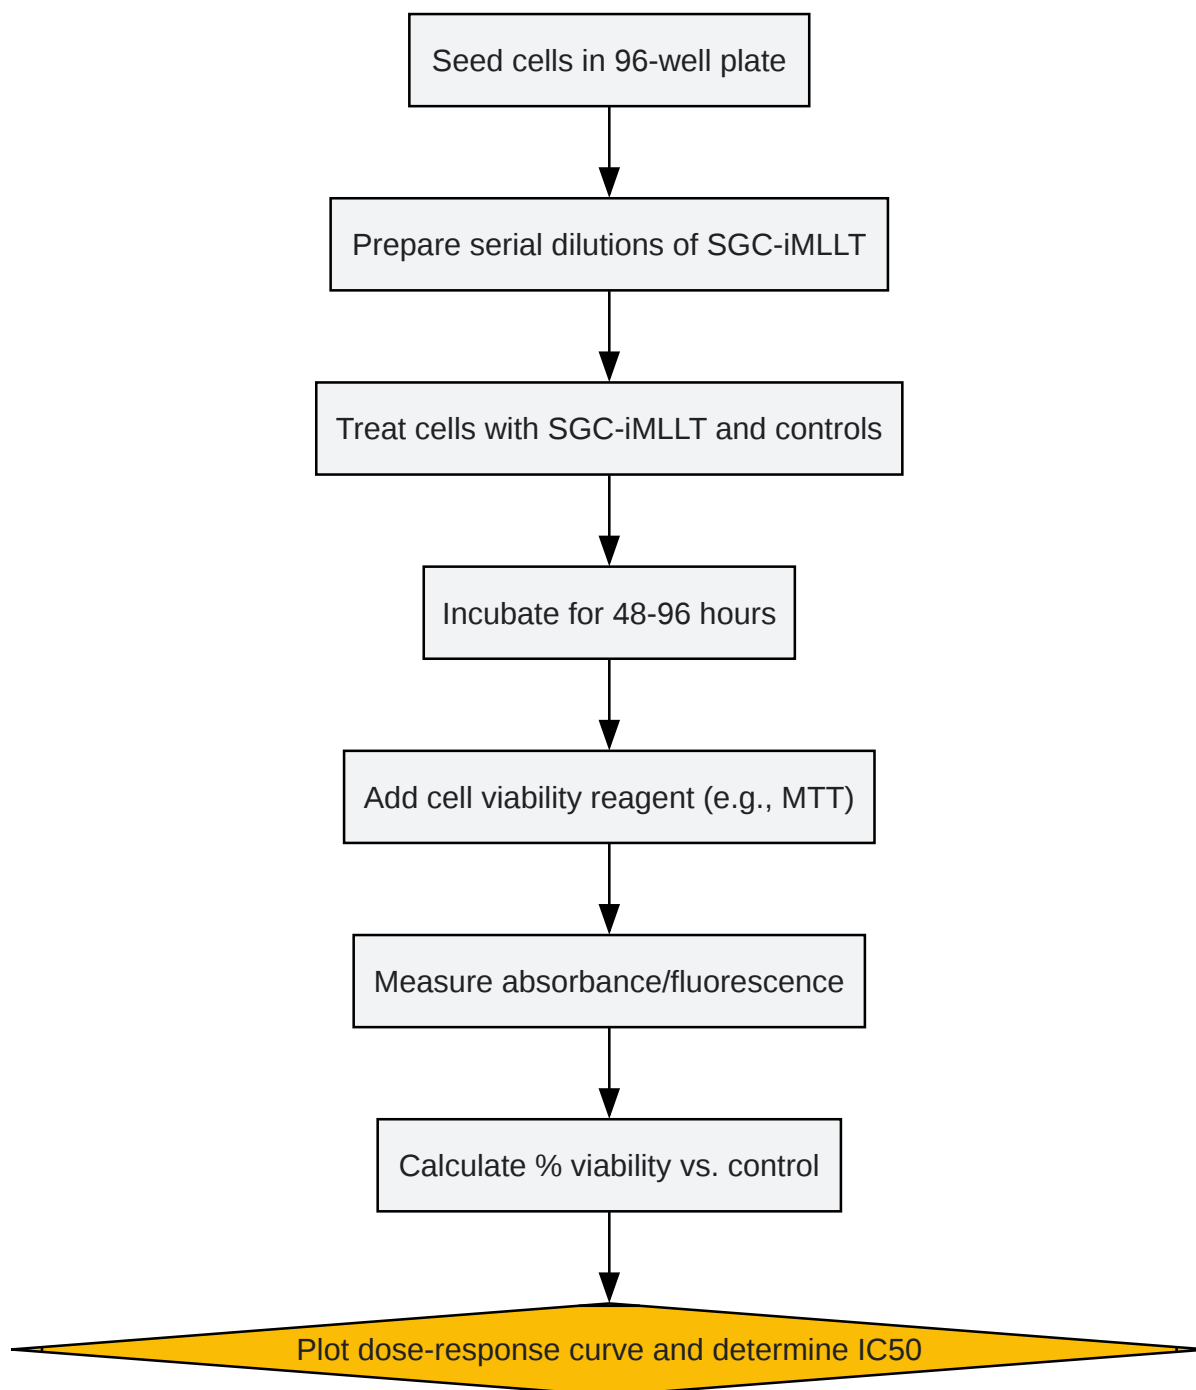 Seed cells in 96-well plate
Prepare serial dilutions of SGC-iMLLT
Treat cells with SGC-iMLLT and controls
Incubate for 48-96 hours
Add cell viability reagent (e.g., MTT)
Measure absorbance/fluorescence
Calculate % viability vs. control
Plot dose-response curve and determine IC50